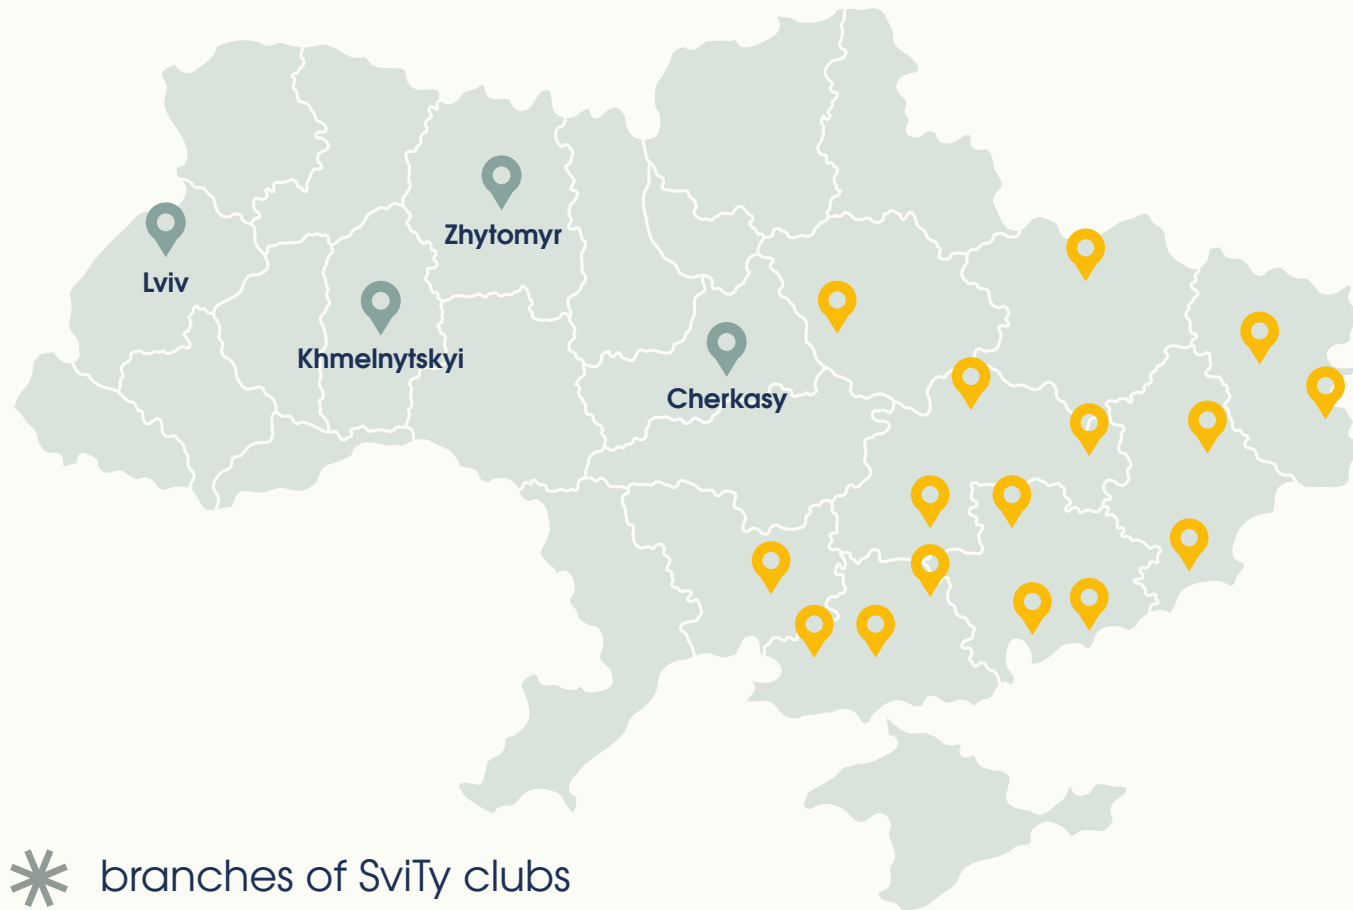 Zhytomyr
Lviv
Khmelnytskyi
Cherkasy
branches of SviTy clubs